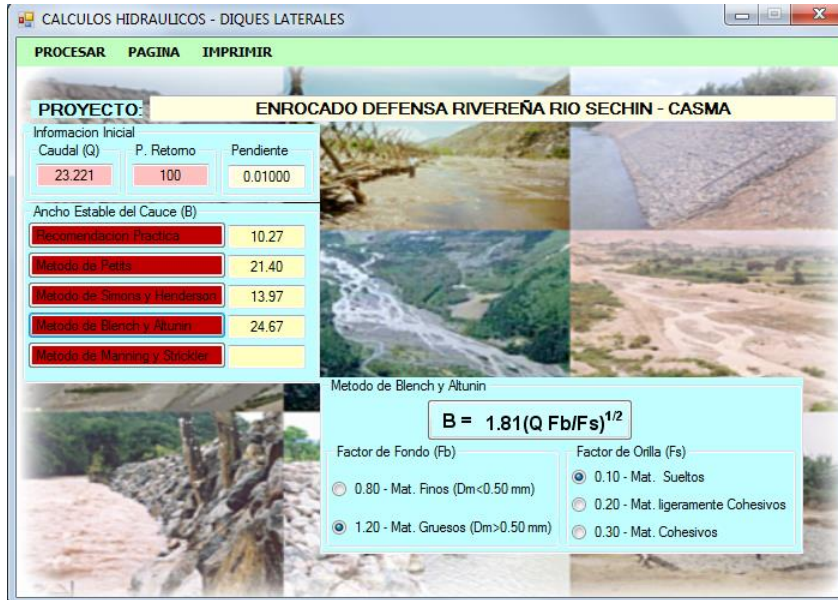 CALCULOS HIDRAULICOS - DIQUES LATERALES
PROCESAR PAGINA IMPRIMIR
PROYECTO: ENROCADO DEFENSA RIVEREÑA RIO SECHIN - CASMA
Informacion Inicial
Caudal (Q) P. Retorno Pendiente
23.221 100 0.01000
Ancho Estable del Cauce (B)
Recomendacion Practica 10.27
Metodo de Petits 21.40
Metodo de Simons y Henderson 13.97
Metodo de Blench y Altunin 24.67
Metodo de Manning y Strickler
Metodo de Blench y Altunin
B = 1.81(Q Fb/Fs)1/2
Factor de Fondo (Fb)
0.80 - Mat. Finos (Dm<0.50 mm)
1.20 - Mat. Gruesos (Dm>0.50 mm)
Factor de Orilla (Fs)
0.10 - Mat. Sueltos
0.20 - Mat. ligeramente Cohesivos
0.30 - Mat. Cohesivos